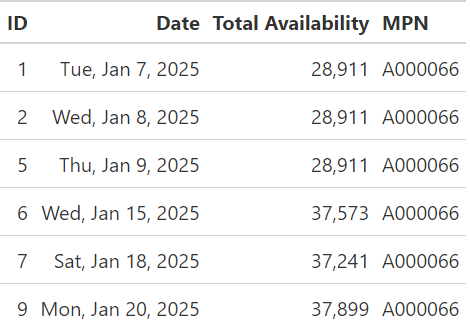 ID Date Total Availability MPN
1 Tue, Jan 7, 2025 28,911 A000066
2 Wed, Jan 8, 2025 28,911 A000066
5 Thu, Jan 9, 2025 28,911 A000066
6 Wed, Jan 15, 2025 37,573 A000066
7 Sat, Jan 18, 2025 37,241 A000066
9 Mon, Jan 20, 2025 37,899 A000066